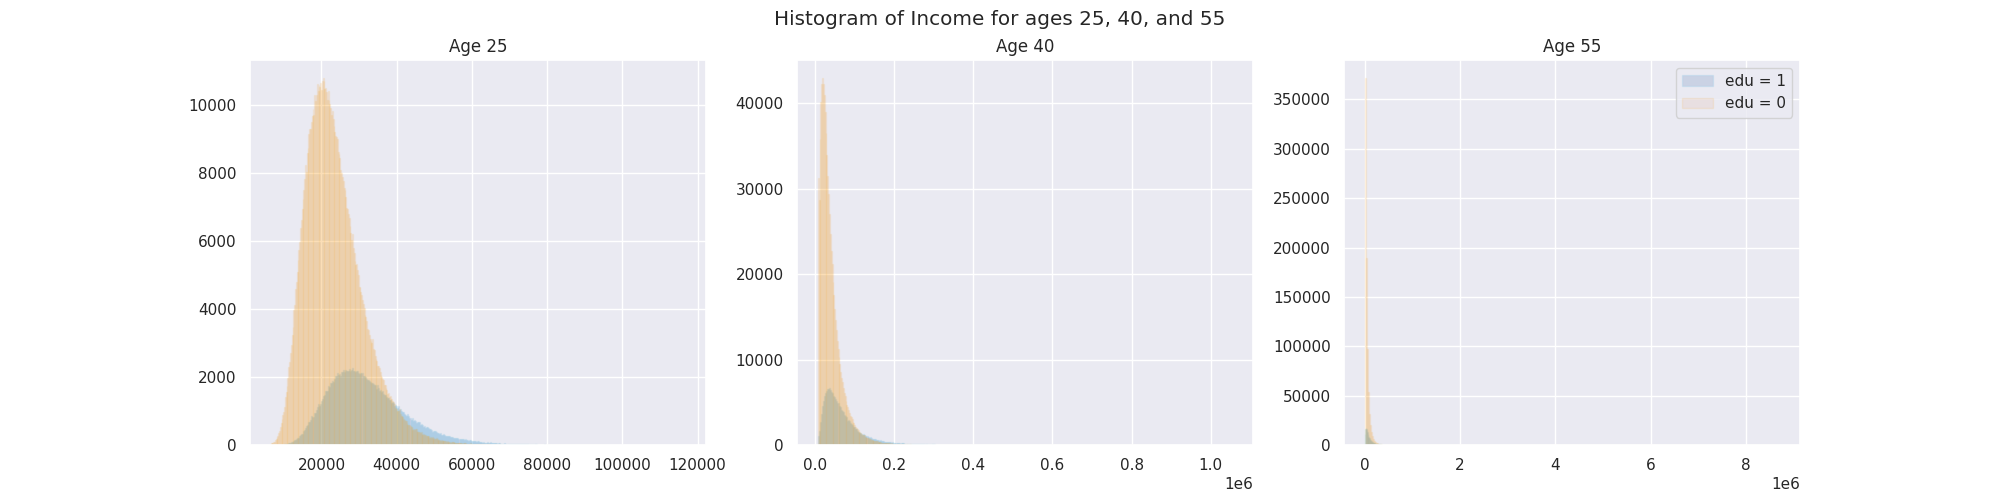 Histogram of Income for ages 25, 40, and 55
Age 25
10000
8000
6000
4000
2000
0
20000 40000 60000 80000 100000 120000
Age 40
40000
30000
20000
10000
0
0.0 0.2 0.4 0.6 0.8 1.0
1e6
Age 55
edu = 1
edu = 0
350000
300000
250000
200000
150000
100000
50000
0
0 2 4 6 8
1e6